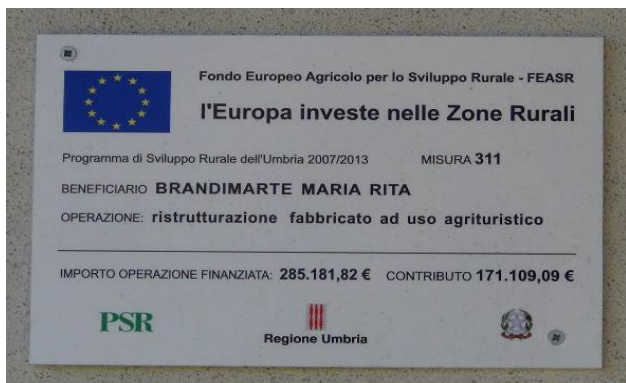 Fondo Europeo Agricolo per lo Sviluppo Rurale - FEASR
l'Europa investe nelle Zone Rurali
Programma di Sviluppo Rurale dell'Umbria 2007/2013 MISURA 311
BENEFICIARIO BRANDIMARTE MARIA RITA
OPERAZIONE: ristrutturazione fabbricato ad uso agrituristico
IMPORTO OPERAZIONE FINANZIATA: 285.181,82 € CONTRIBUTO 171.109,09 €
PSR
Regione Umbria